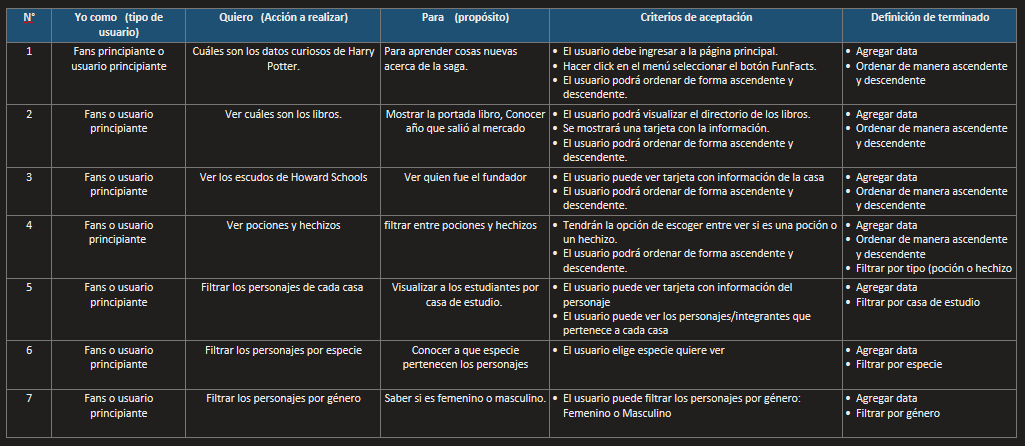 N° Yo como (tipo de usuario) Quiero (Acción a realizar) Para (propósito) Criterios de aceptación Definición de terminado
1
Fans principiante o
usuario principiante
Cuáles son los datos curiosos de Harry
Potter.
Para aprender cosas nuevas
acerca de la saga.
• El usuario debe ingresar a la página principal.
• Hacer click en el menú seleccionar el botón FunFacts.
• El usuario podrá ordenar de forma ascendente y
descendente.
• Agregar data
• Ordenar de manera ascendente
y descendente
2
Fans o usuario
principiante
Ver cuáles son los libros.
Mostrar la portada libro, Conocer
año que salió al mercado
• El usuario podrá visualizar el directorio de los libros.
• Se mostrará una tarjeta con la información.
• El usuario podrá ordenar de forma ascendente y
descendente.
• Agregar data
• Ordenar de manera ascendente
y descendente
3
Fans o usuario
principiante
Ver los escudos de Howard Schools
Ver quien fue el fundador
• El usuario puede ver tarjeta con información de la casa
• El usuario podrá ordenar de forma ascendente y
descendente.
• Agregar data
• Ordenar de manera ascendente
y descendente
4
Fans o usuario
principiante
Ver pociones y hechizos
filtrar entre pociones y hechizos
• Tendrán la opción de escoger entre ver si es una poción o
un hechizo.
• El usuario podrá ordenar de forma ascendente y
descendente.
• Agregar data
• Ordenar de manera ascendente
y descendente
• Filtrar por tipo (poción o hechizo
5
Fans o usuario
principiante
Filtrar los personajes de cada casa
Visualizar a los estudiantes por
casa de estudio.
• El usuario puede ver tarjeta con información del
personaje
• El usuario puede ver los personajes/integrantes que
pertenece a cada casa
• Agregar data
• Filtrar por casa de estudio
6
Fans o usuario
principiante
Filtrar los personajes por especie
Conocer a que especie
pertenecen los personajes
• El usuario elige especie quiere ver
• Agregar data
• Filtrar por especie
7
Fans o usuario
principiante
Filtrar los personajes por género
Saber si es femenino o masculino.
• El usuario puede filtrar los personajes por género:
Femenino o Masculino
• Agregar data
• Filtrar por género